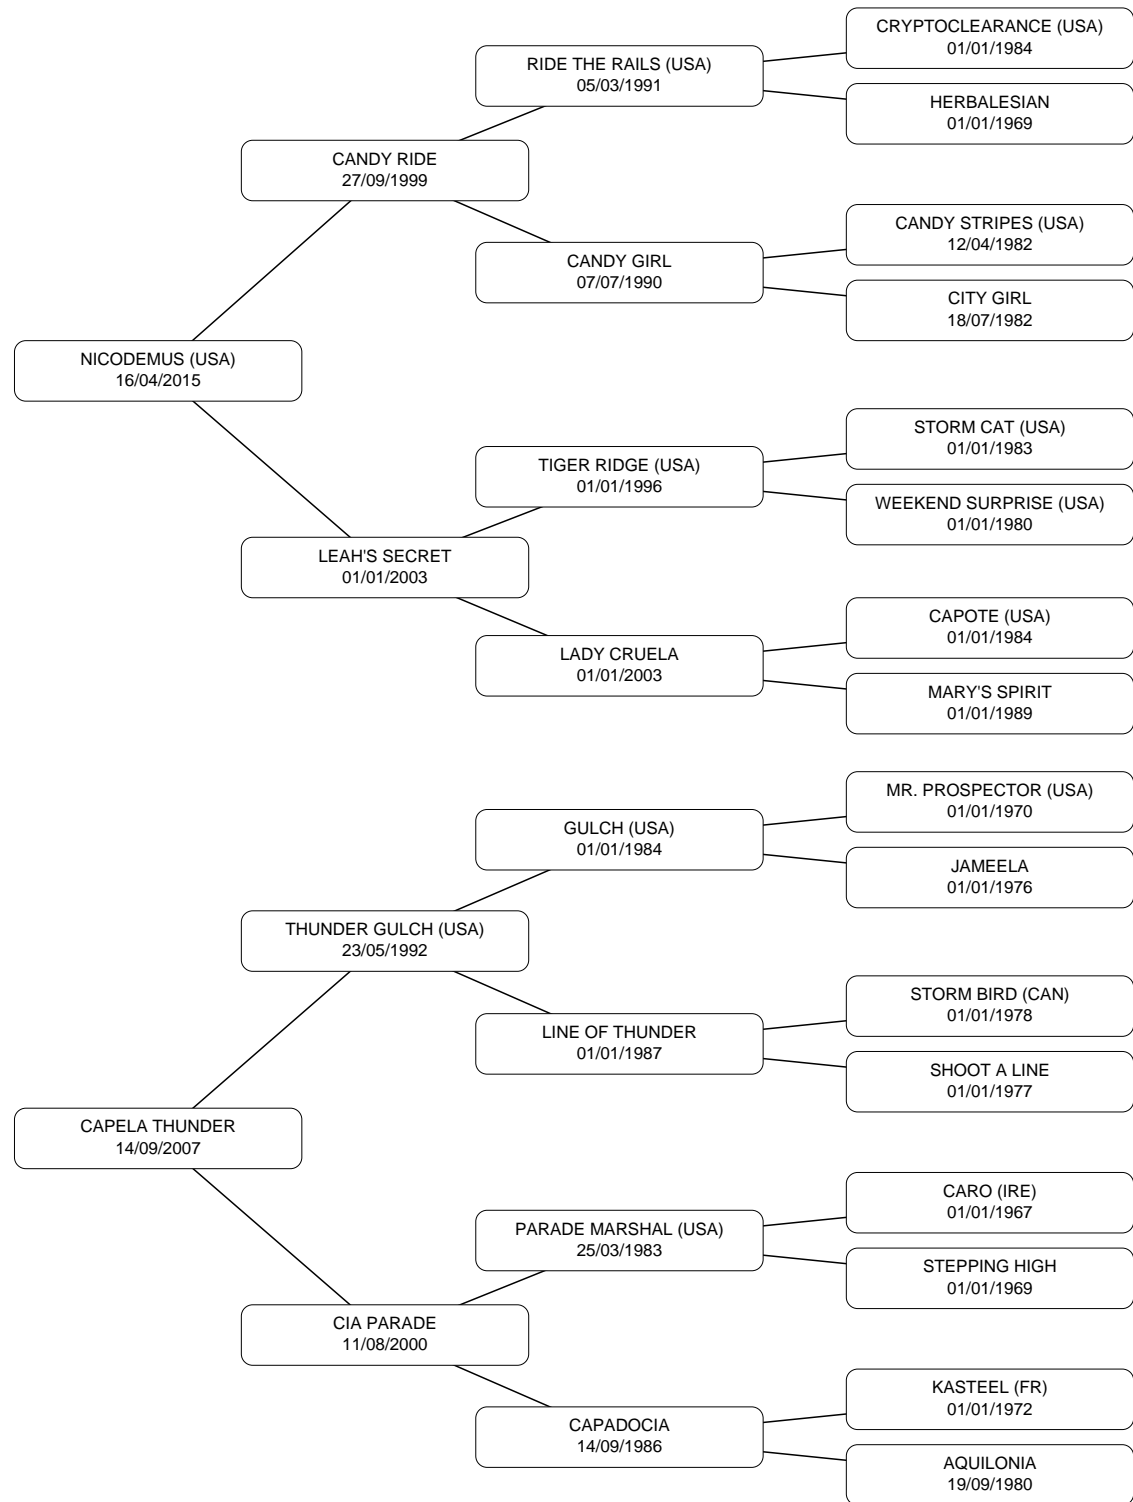 CRYPTOCLEARANCE (USA)
01/01/1984
RIDE THE RAILS (USA)
05/03/1991
HERBALESIAN
01/01/1969
CANDY RIDE
27/09/1999
CANDY STRIPES (USA)
12/04/1982
CANDY GIRL
07/07/1990
CITY GIRL
18/07/1982
NICODEMUS (USA)
16/04/2015
STORM CAT (USA)
01/01/1983
TIGER RIDGE (USA)
01/01/1996
WEEKEND SURPRISE (USA)
01/01/1980
LEAH'S SECRET
01/01/2003
CAPOTE (USA)
01/01/1984
LADY CRUELA
01/01/2003
MARY'S SPIRIT
01/01/1989
MR. PROSPECTOR (USA)
01/01/1970
GULCH (USA)
01/01/1984
JAMEELA
01/01/1976
THUNDER GULCH (USA)
23/05/1992
STORM BIRD (CAN)
01/01/1978
LINE OF THUNDER
01/01/1987
SHOOT A LINE
01/01/1977
CAPELA THUNDER
14/09/2007
CARO (IRE)
01/01/1967
PARADE MARSHAL (USA)
25/03/1983
STEPPING HIGH
01/01/1969
CIA PARADE
11/08/2000
KASTEEL (FR)
01/01/1972
CAPADOCIA
14/09/1986
AQUILONIA
19/09/1980